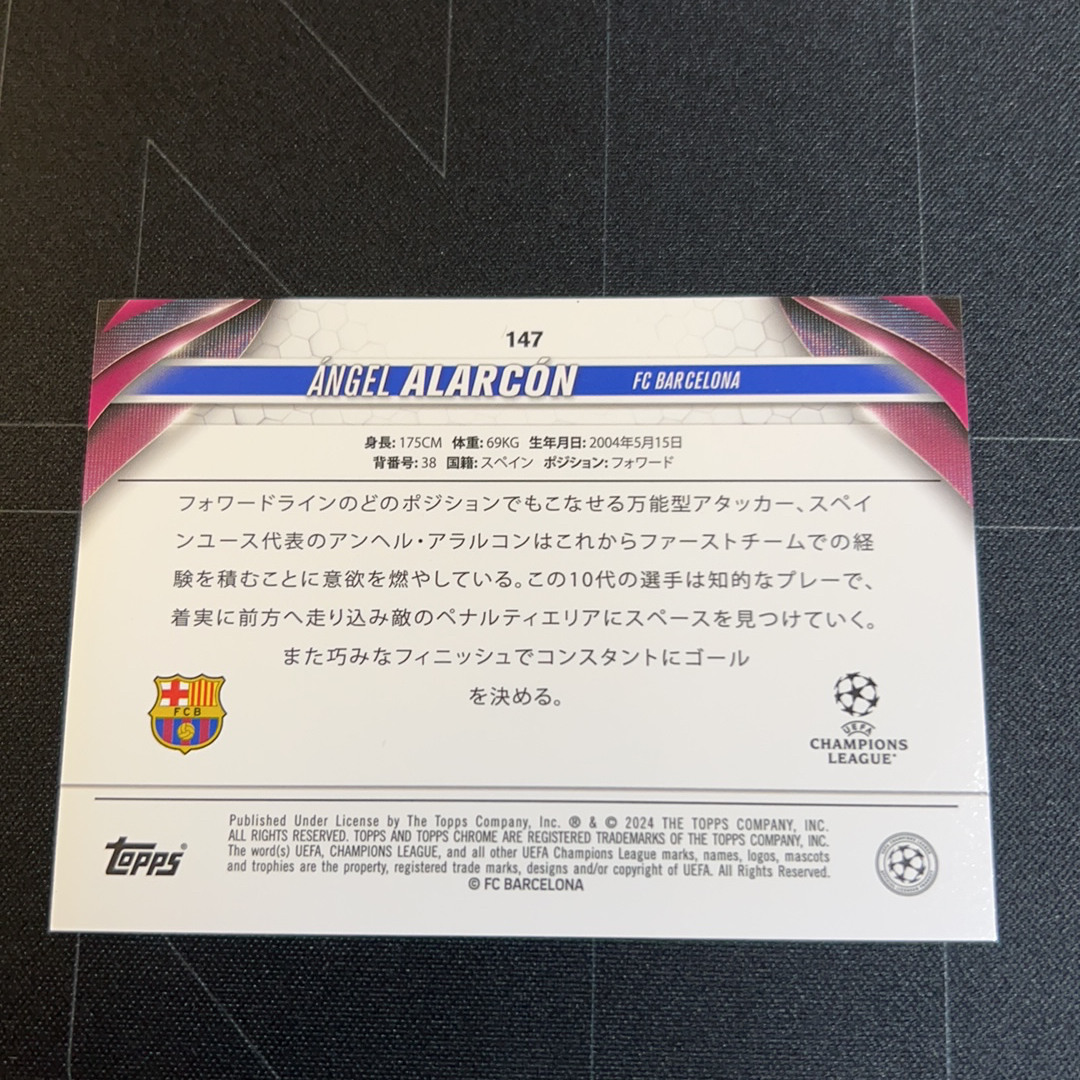 147
ÁNGEL ALARCÓN FC BARCELONA
身長: 175CM 体重: 69KG 生年月日: 2004年5月15日
背番号: 38 国籍: スペイン ポジション: フォワード
フォワードラインのどのポジションでもこなせる万能型アタッカー、スペイ
ンユース代表のアンヘル・アラルコンはこれからファーストチームでの経
験を積むことに意欲を燃やしている。この10代の選手は知的なプレーで、
着実に前方へ走り込み敵のペナルティエリアにスペースを見つけていく。
また巧みなフィニッシュでコンスタントにゴール
を決める。
FCB
UEFA
CHAMPIONS
LEAGUE®
topps®
Published Under License by The Topps Company, Inc. ® & © 2024 THE TOPPS COMPANY, INC.
ALL RIGHTS RESERVED. TOPPS AND TOPPS CHROME ARE REGISTERED TRADEMARKS OF THE TOPPS COMPANY, INC.
The word(s) UEFA, CHAMPIONS LEAGUE, and all other UEFA Champions League marks, names, logos, mascots
and trophies are the property, registered trade marks, designs and/or copyright of UEFA. All Rights Reserved.
© FC BARCELONA